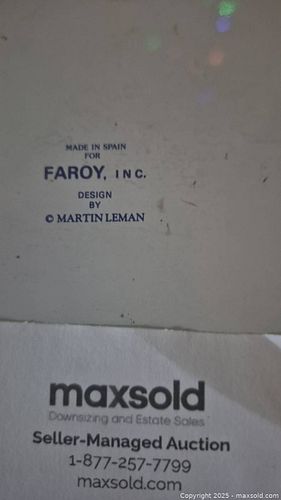 MADE IN SPAIN
FOR
FAROY, INC.
DESIGN
BY
© MARTIN LEMAN
maxsold
Downsizing and Estate Sales
Seller-Managed Auction
1-877-257-7799
maxsold.com
Copyright 2025 - maxsold.com